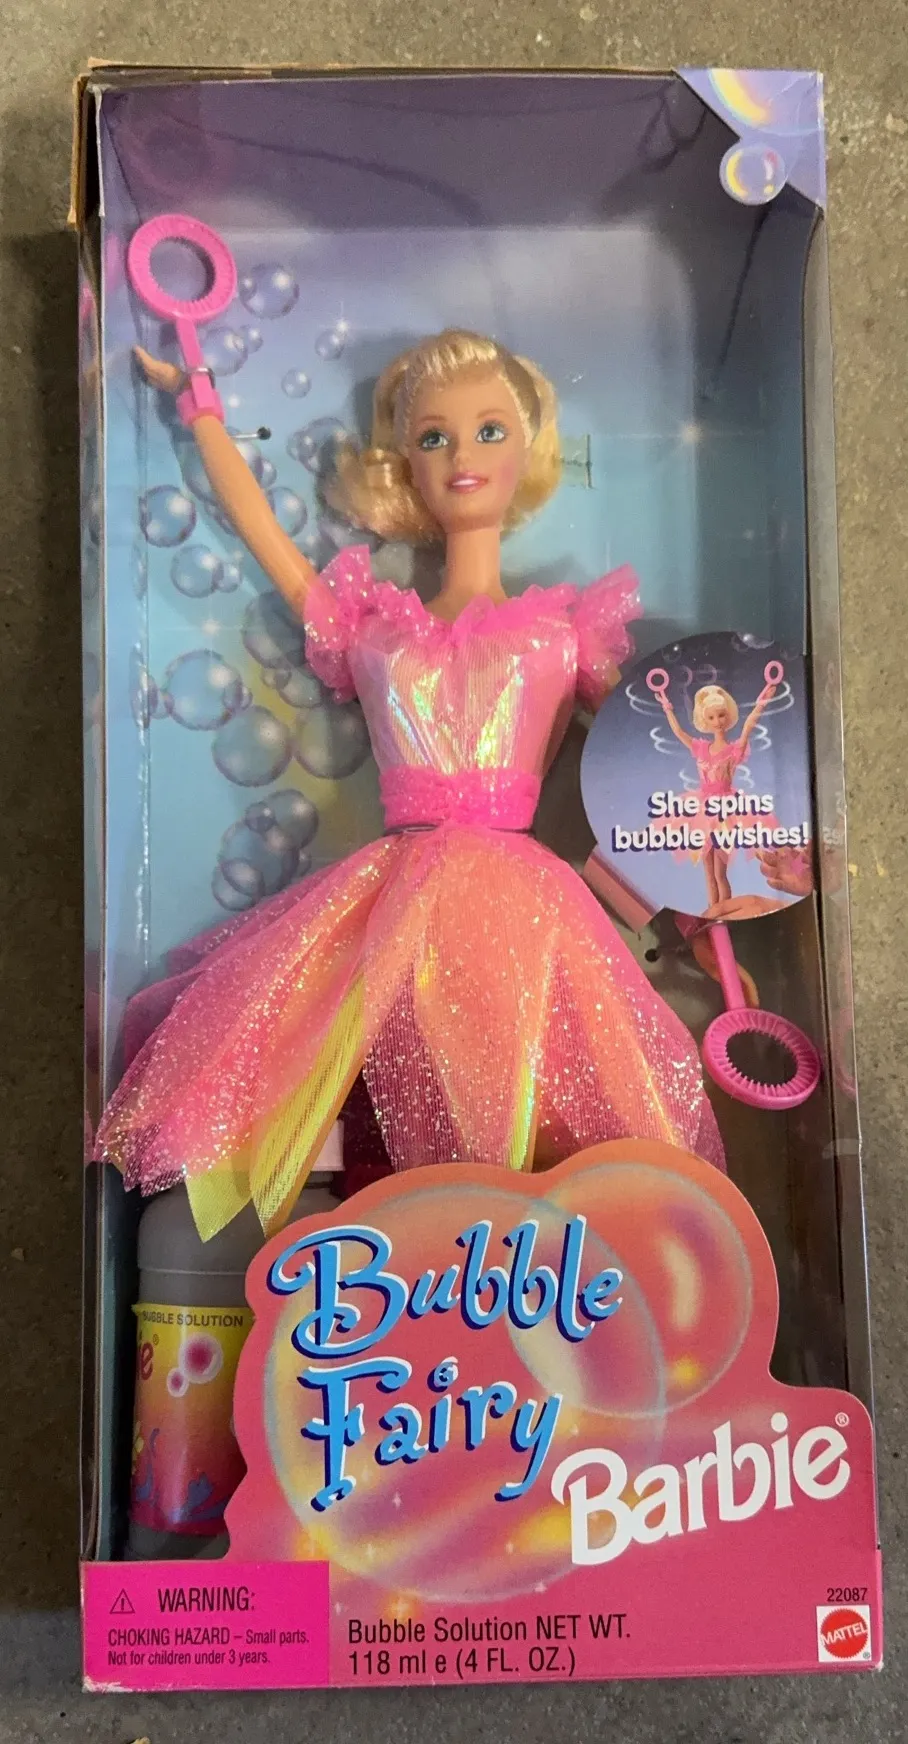 She spins
bubble wishes!
BUBBLE SOLUTION
Bubble
Fairy
Barbie®
⚠ WARNING:
CHOKING HAZARD – Small parts.
Not for children under 3 years.
Bubble Solution NET WT.
118 ml e (4 FL. OZ.)
22087
MATTEL
®